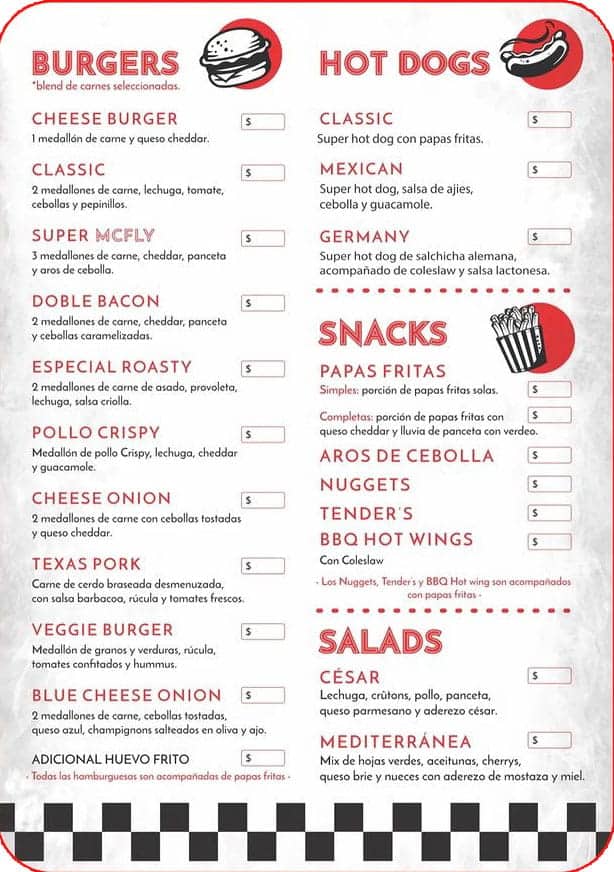 BURGERS
*blend de carnes seleccionadas.
CHEESE BURGER $
1 medallón de carne y queso cheddar.
CLASSIC $
2 medallones de carne, lechuga, tomate,
cebollas y pepinillos.
SUPER MCFLY $
3 medallones de carne, cheddar, panceta
y aros de cebolla.
DOBLE BACON $
2 medallones de carne, cheddar, panceta
y cebollas caramelizadas.
ESPECIAL ROASTY $
2 medallones de carne de asado, provoleta,
lechuga, salsa criolla.
POLLO CRISPY $
Medallón de pollo Crispy, lechuga, cheddar
y guacamole.
CHEESE ONION $
2 medallones de carne con cebollas tostadas
y queso cheddar.
TEXAS PORK $
Carne de cerdo braseada desmenuzada,
con salsa barbacoa, rúcula y tomates frescos.
VEGGIE BURGER $
Medallón de granos y verduras, rúcula,
tomates confitados y hummus.
BLUE CHEESE ONION $
2 medallones de carne, cebollas tostadas,
queso azul, champignons salteados en oliva y ajo.
ADICIONAL HUEVO FRITO $
- Todas las hamburguesas son acompañadas de papas fritas -
HOT DOGS
CLASSIC $
Super hot dog con papas fritas.
MEXICAN $
Super hot dog, salsa de ajies,
cebolla y guacamole.
GERMANY $
Super hot dog de salchicha alemana,
acompañado de coleslaw y salsa lactonesa.
SNACKS
PAPAS FRITAS
Simples: porción de papas fritas solas. $
Completas: porción de papas fritas con $
queso cheddar y lluvia de panceta con verdeo.
AROS DE CEBOLLA $
NUGGETS $
TENDER'S $
BBQ HOT WINGS $
Con Coleslaw
- Los Nuggets, Tender's y BBQ Hot wing son acompañados
con papas fritas -
SALADS
CÉSAR $
Lechuga, crûtons, pollo, panceta,
queso parmesano y aderezo césar.
MEDITERRÁNEA $
Mix de hojas verdes, aceitunas, cherrys,
queso brie y nueces con aderezo de mostaza y miel.